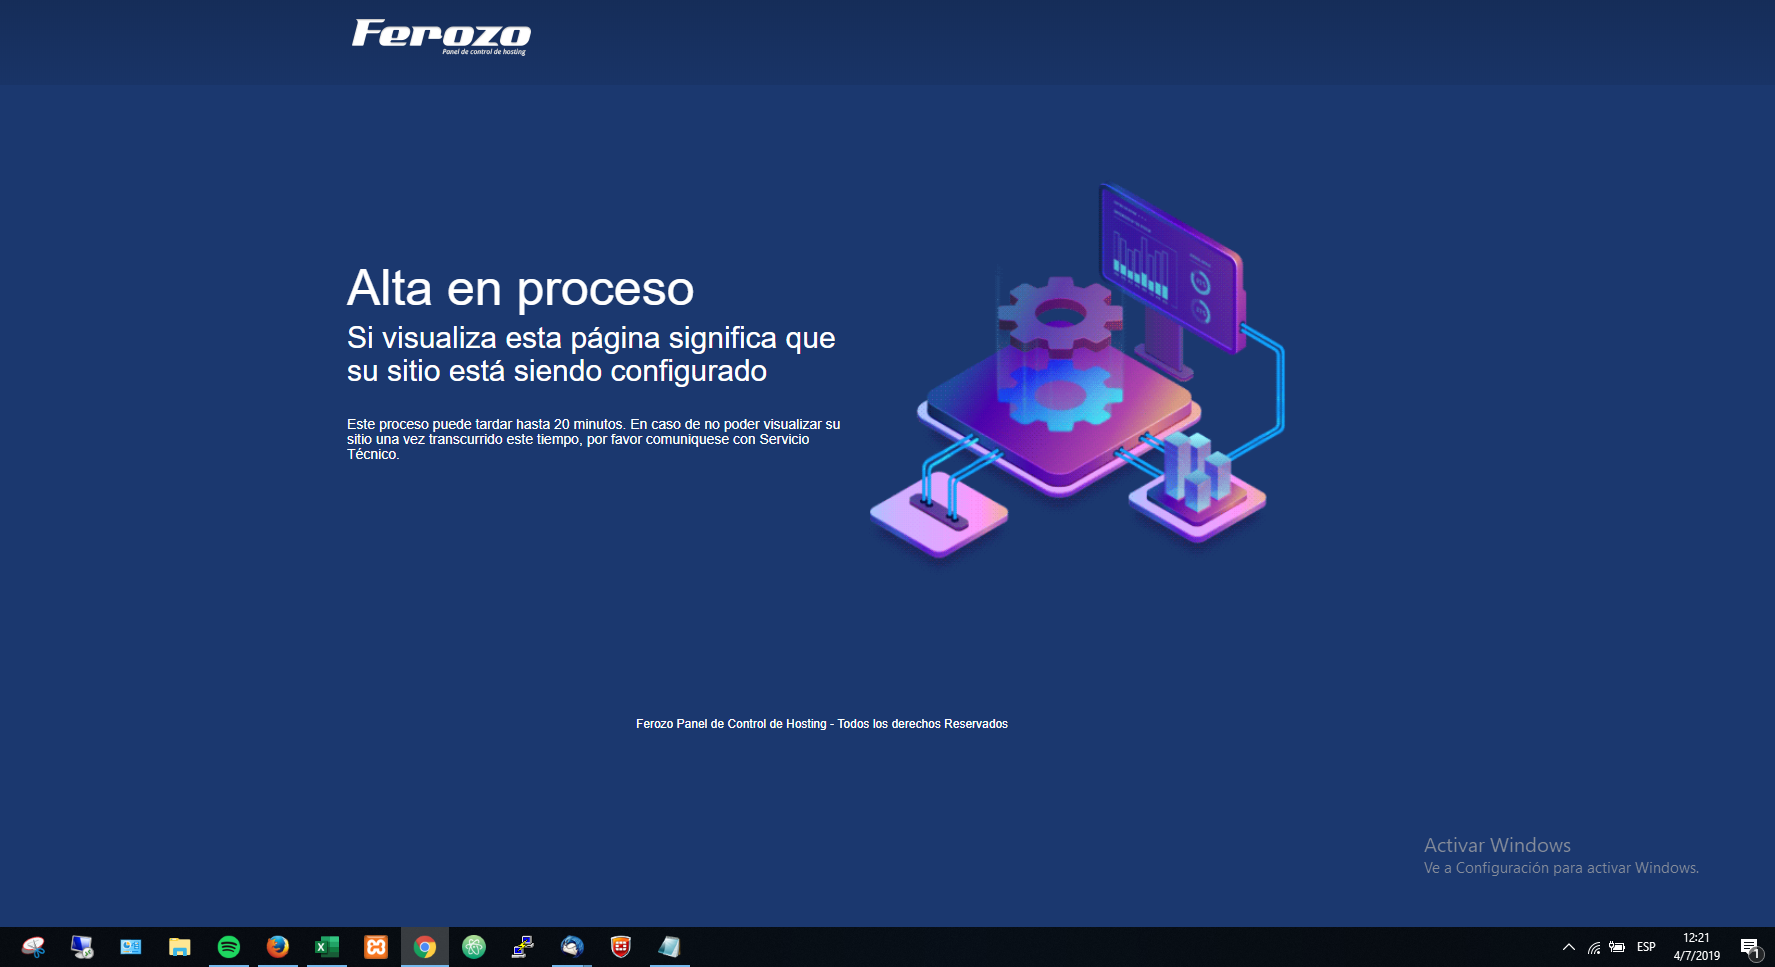 Ferozo
Panel de control de hosting
Alta en proceso
Si visualiza esta página significa que
su sitio está siendo configurado
Este proceso puede tardar hasta 20 minutos. En caso de no poder visualizar su
sitio una vez transcurrido este tiempo, por favor comuniquese con Servicio
Técnico.
Ferozo Panel de Control de Hosting - Todos los derechos Reservados
Activar Windows
Ve a Configuración para activar Windows.
ESP
12:21
4/7/2019
1